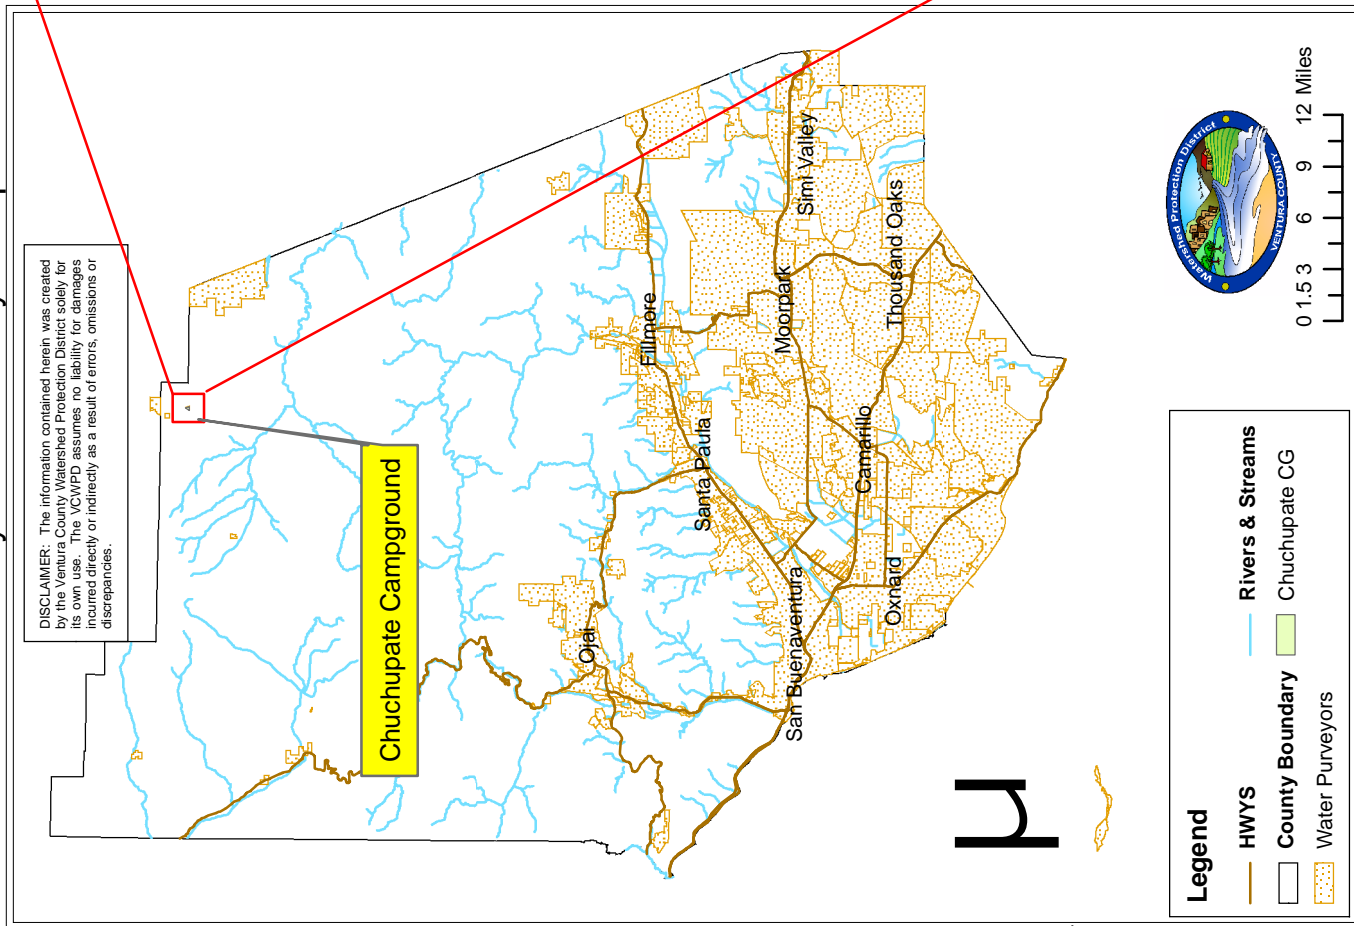 DISCLAIMER: The information contained herein was created
by the Ventura County Watershed Protection District solely for
its own use. The VCWPD assumes no liability for damages
incurred directly or indirectly as a result of errors, omissions or
discrepancies.
Chuchupate Campground
Ojai
Santa Paula
Fillmore
San Buenaventura
Oxnard
Camarillo
Moorpark
Simi Valley
Thousand Oaks
µ
Watershed Protection District
VENTURA COUNTY
0 1.5 3 6 9 12 Miles
Legend
HWYS
Rivers & Streams
County Boundary
Chuchupate CG
Water Purveyors